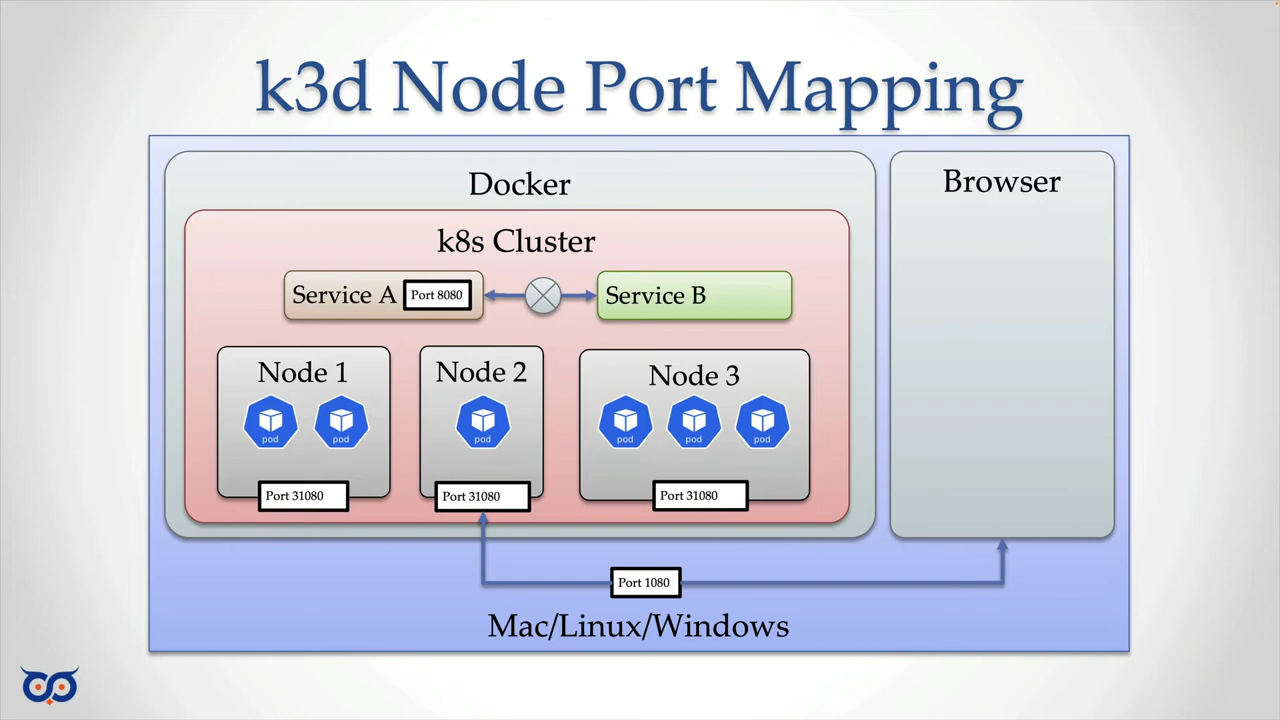 k3d Node Port Mapping
Docker
Browser
k8s Cluster
Service A
Port 8080
Service B
Node 1
Node 2
Node 3
pod
pod
pod
pod
pod
pod
Port 31080
Port 31080
Port 31080
Port 1080
Mac/Linux/Windows